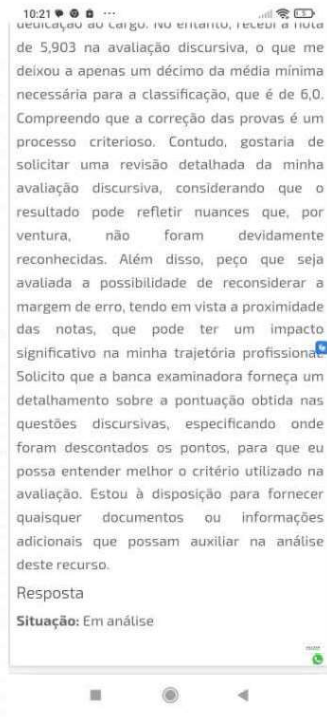 10:21
dedicação ao cargo. No entanto, recebi a nota
de 5,903 na avaliação discursiva, o que me
deixou a apenas um décimo da média mínima
necessária para a classificação, que é de 6,0.
Compreendo que a correção das provas é um
processo criterioso. Contudo, gostaria de
solicitar uma revisão detalhada da minha
avaliação discursiva, considerando que o
resultado pode refletir nuances que, por
ventura, não foram devidamente
reconhecidas. Além disso, peço que seja
avaliada a possibilidade de reconsiderar a
margem de erro, tendo em vista a proximidade
das notas, que pode ter um impacto
significativo na minha trajetória profissional.
Solicito que a banca examinadora forneça um
detalhamento sobre a pontuação obtida nas
questões discursivas, especificando onde
foram descontados os pontos, para que eu
possa entender melhor o critério utilizado na
avaliação. Estou à disposição para fornecer
quaisquer documentos ou informações
adicionais que possam auxiliar na análise
deste recurso.
Resposta
Situação: Em análise